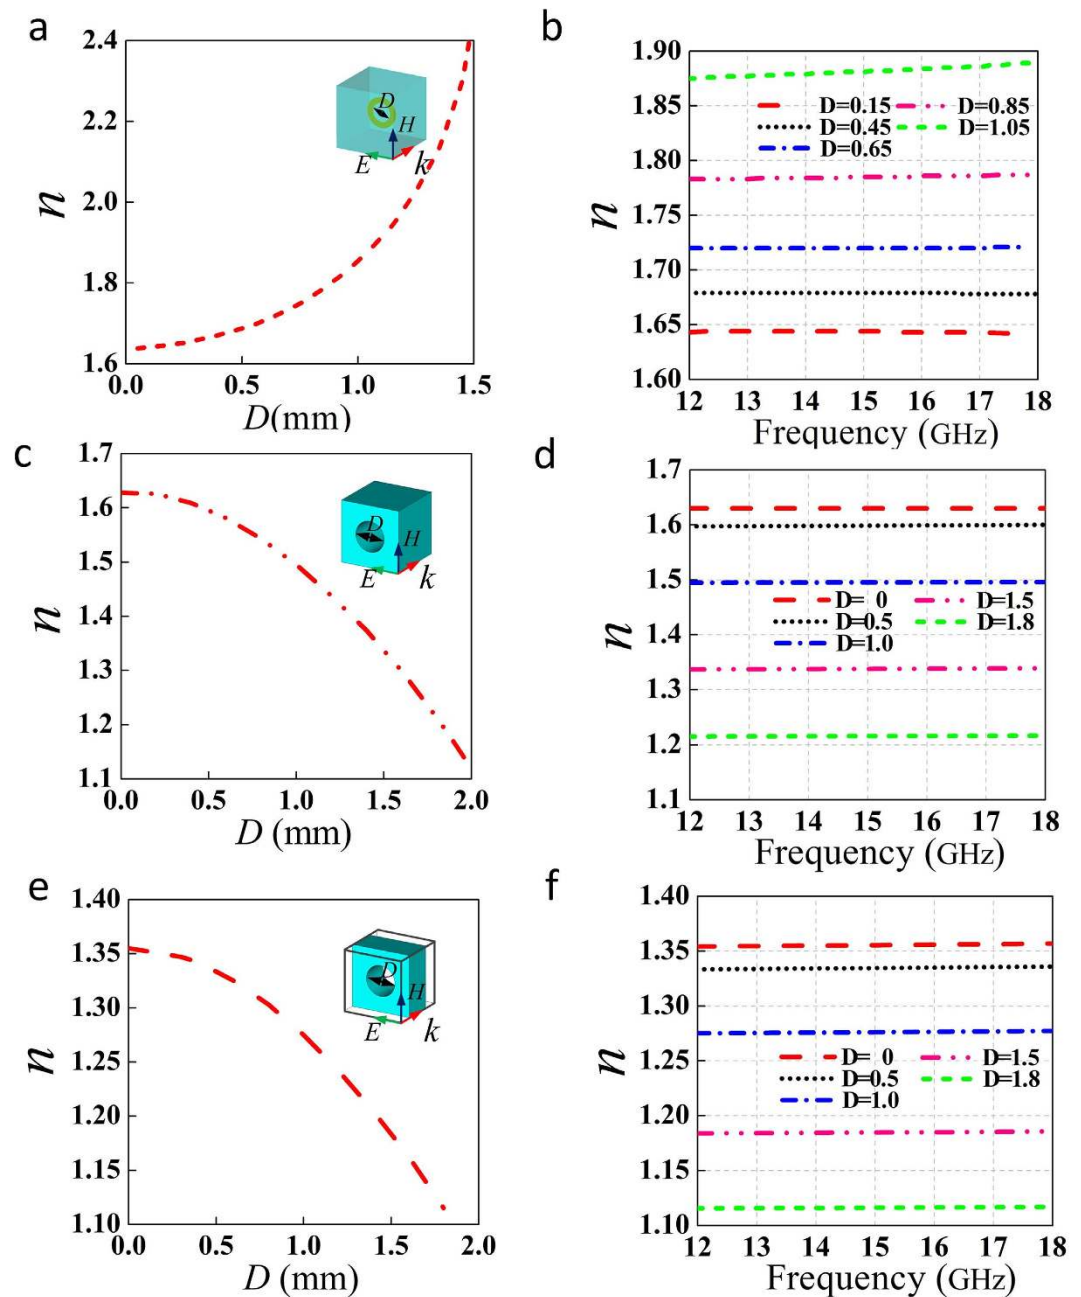 a
2.4
2.2
2.0
1.8
1.6
n
0.0 0.5 1.0 1.5
D(mm)
D
H
E
k
b
1.90
1.85
1.80
1.75
1.70
1.65
1.60
n
D=0.15 D=0.85
D=0.45 D=1.05
D=0.65
12 13 14 15 16 17 18
Frequency (GHz)
c
1.7
1.6
1.5
1.4
1.3
1.2
1.1
n
0.0 0.5 1.0 1.5 2.0
D (mm)
D
H
E
k
d
1.7
1.6
1.5
1.4
1.3
1.2
1.1
n
D= 0 D=1.5
D=0.5 D=1.8
D=1.0
12 13 14 15 16 17 18
Frequency (GHz)
e
1.40
1.35
1.30
1.25
1.20
1.15
1.10
n
0.0 0.5 1.0 1.5 2.0
D (mm)
D
H
E
k
f
1.40
1.35
1.30
1.25
1.20
1.15
1.10
n
D= 0 D=1.5
D=0.5 D=1.8
D=1.0
12 13 14 15 16 17 18
Frequency (GHz)